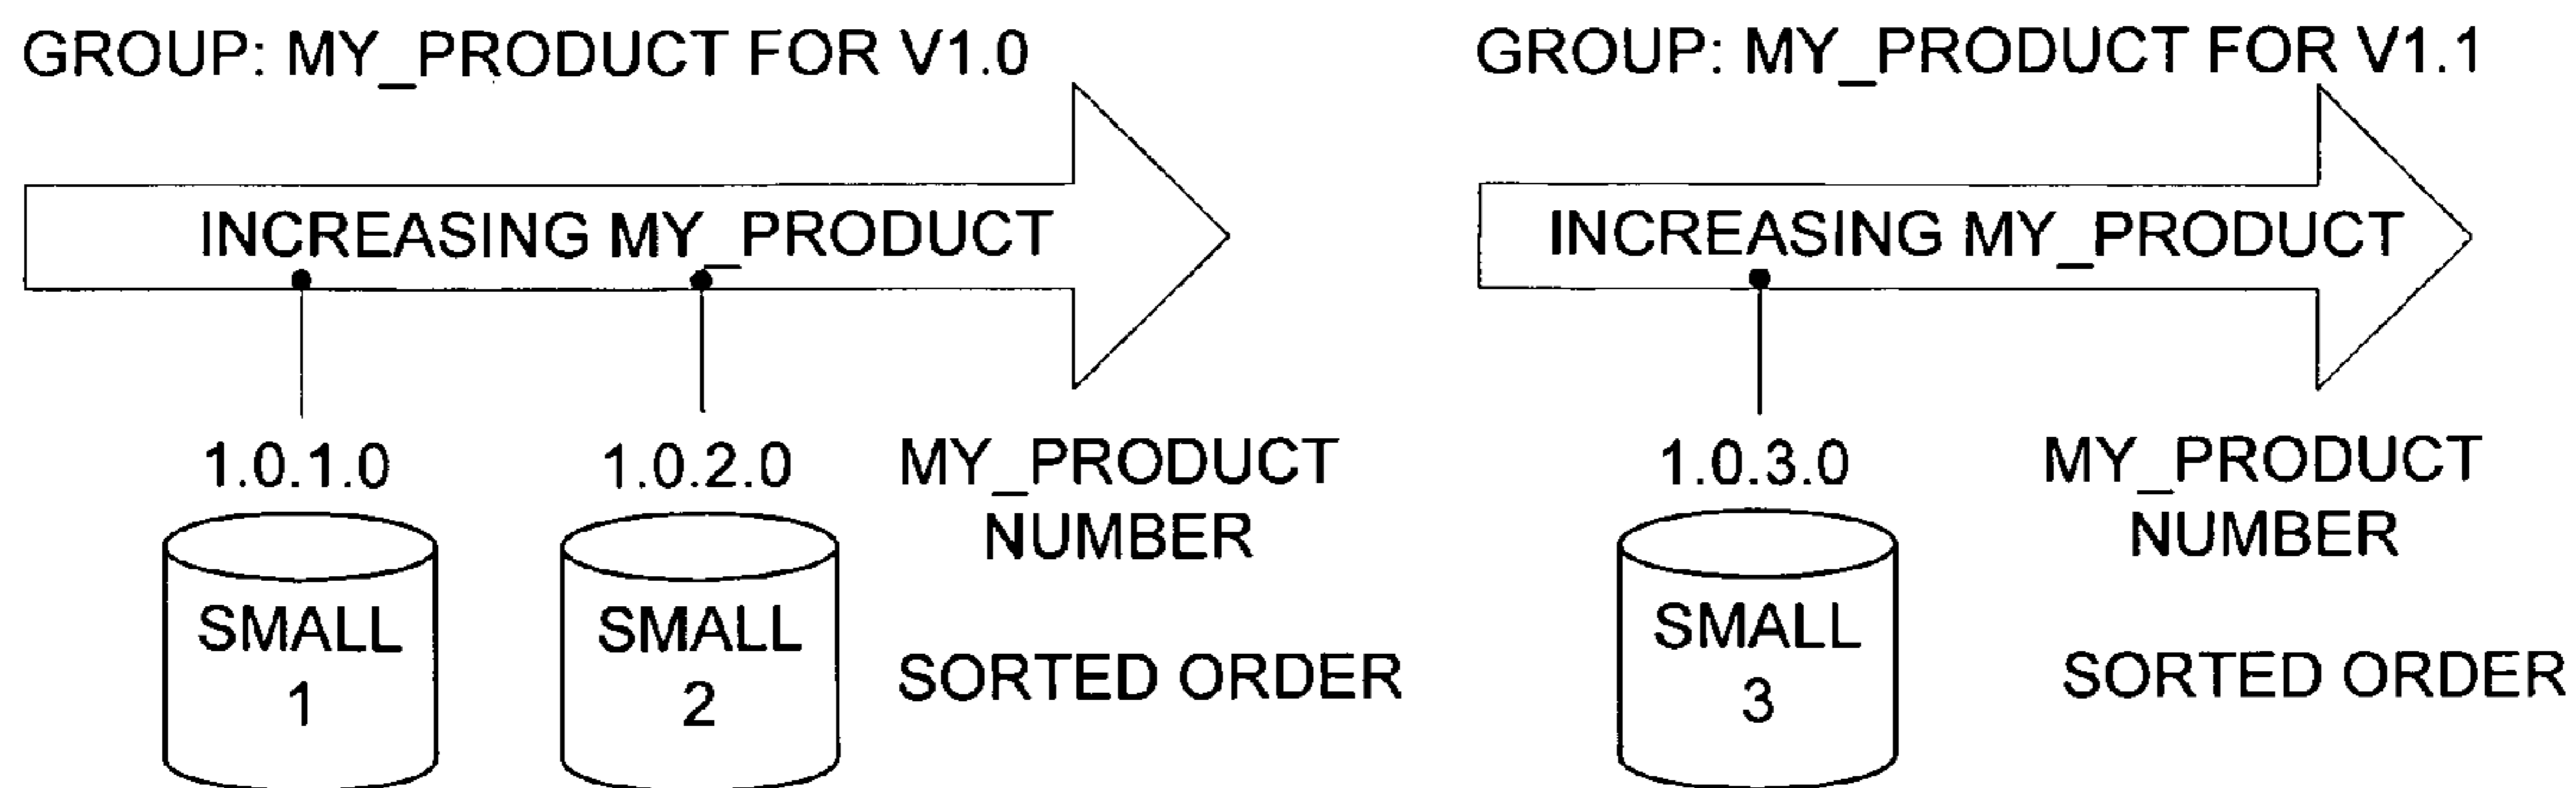 GROUP: MY_PRODUCT FOR V1.0
INCREASING MY_PRODUCT
1.0.1.0
1.0.2.0
MY_PRODUCT
NUMBER
SMALL
1
SMALL
2
SORTED ORDER
GROUP: MY_PRODUCT FOR V1.1
INCREASING MY_PRODUCT
1.0.3.0
MY_PRODUCT
NUMBER
SMALL
3
SORTED ORDER